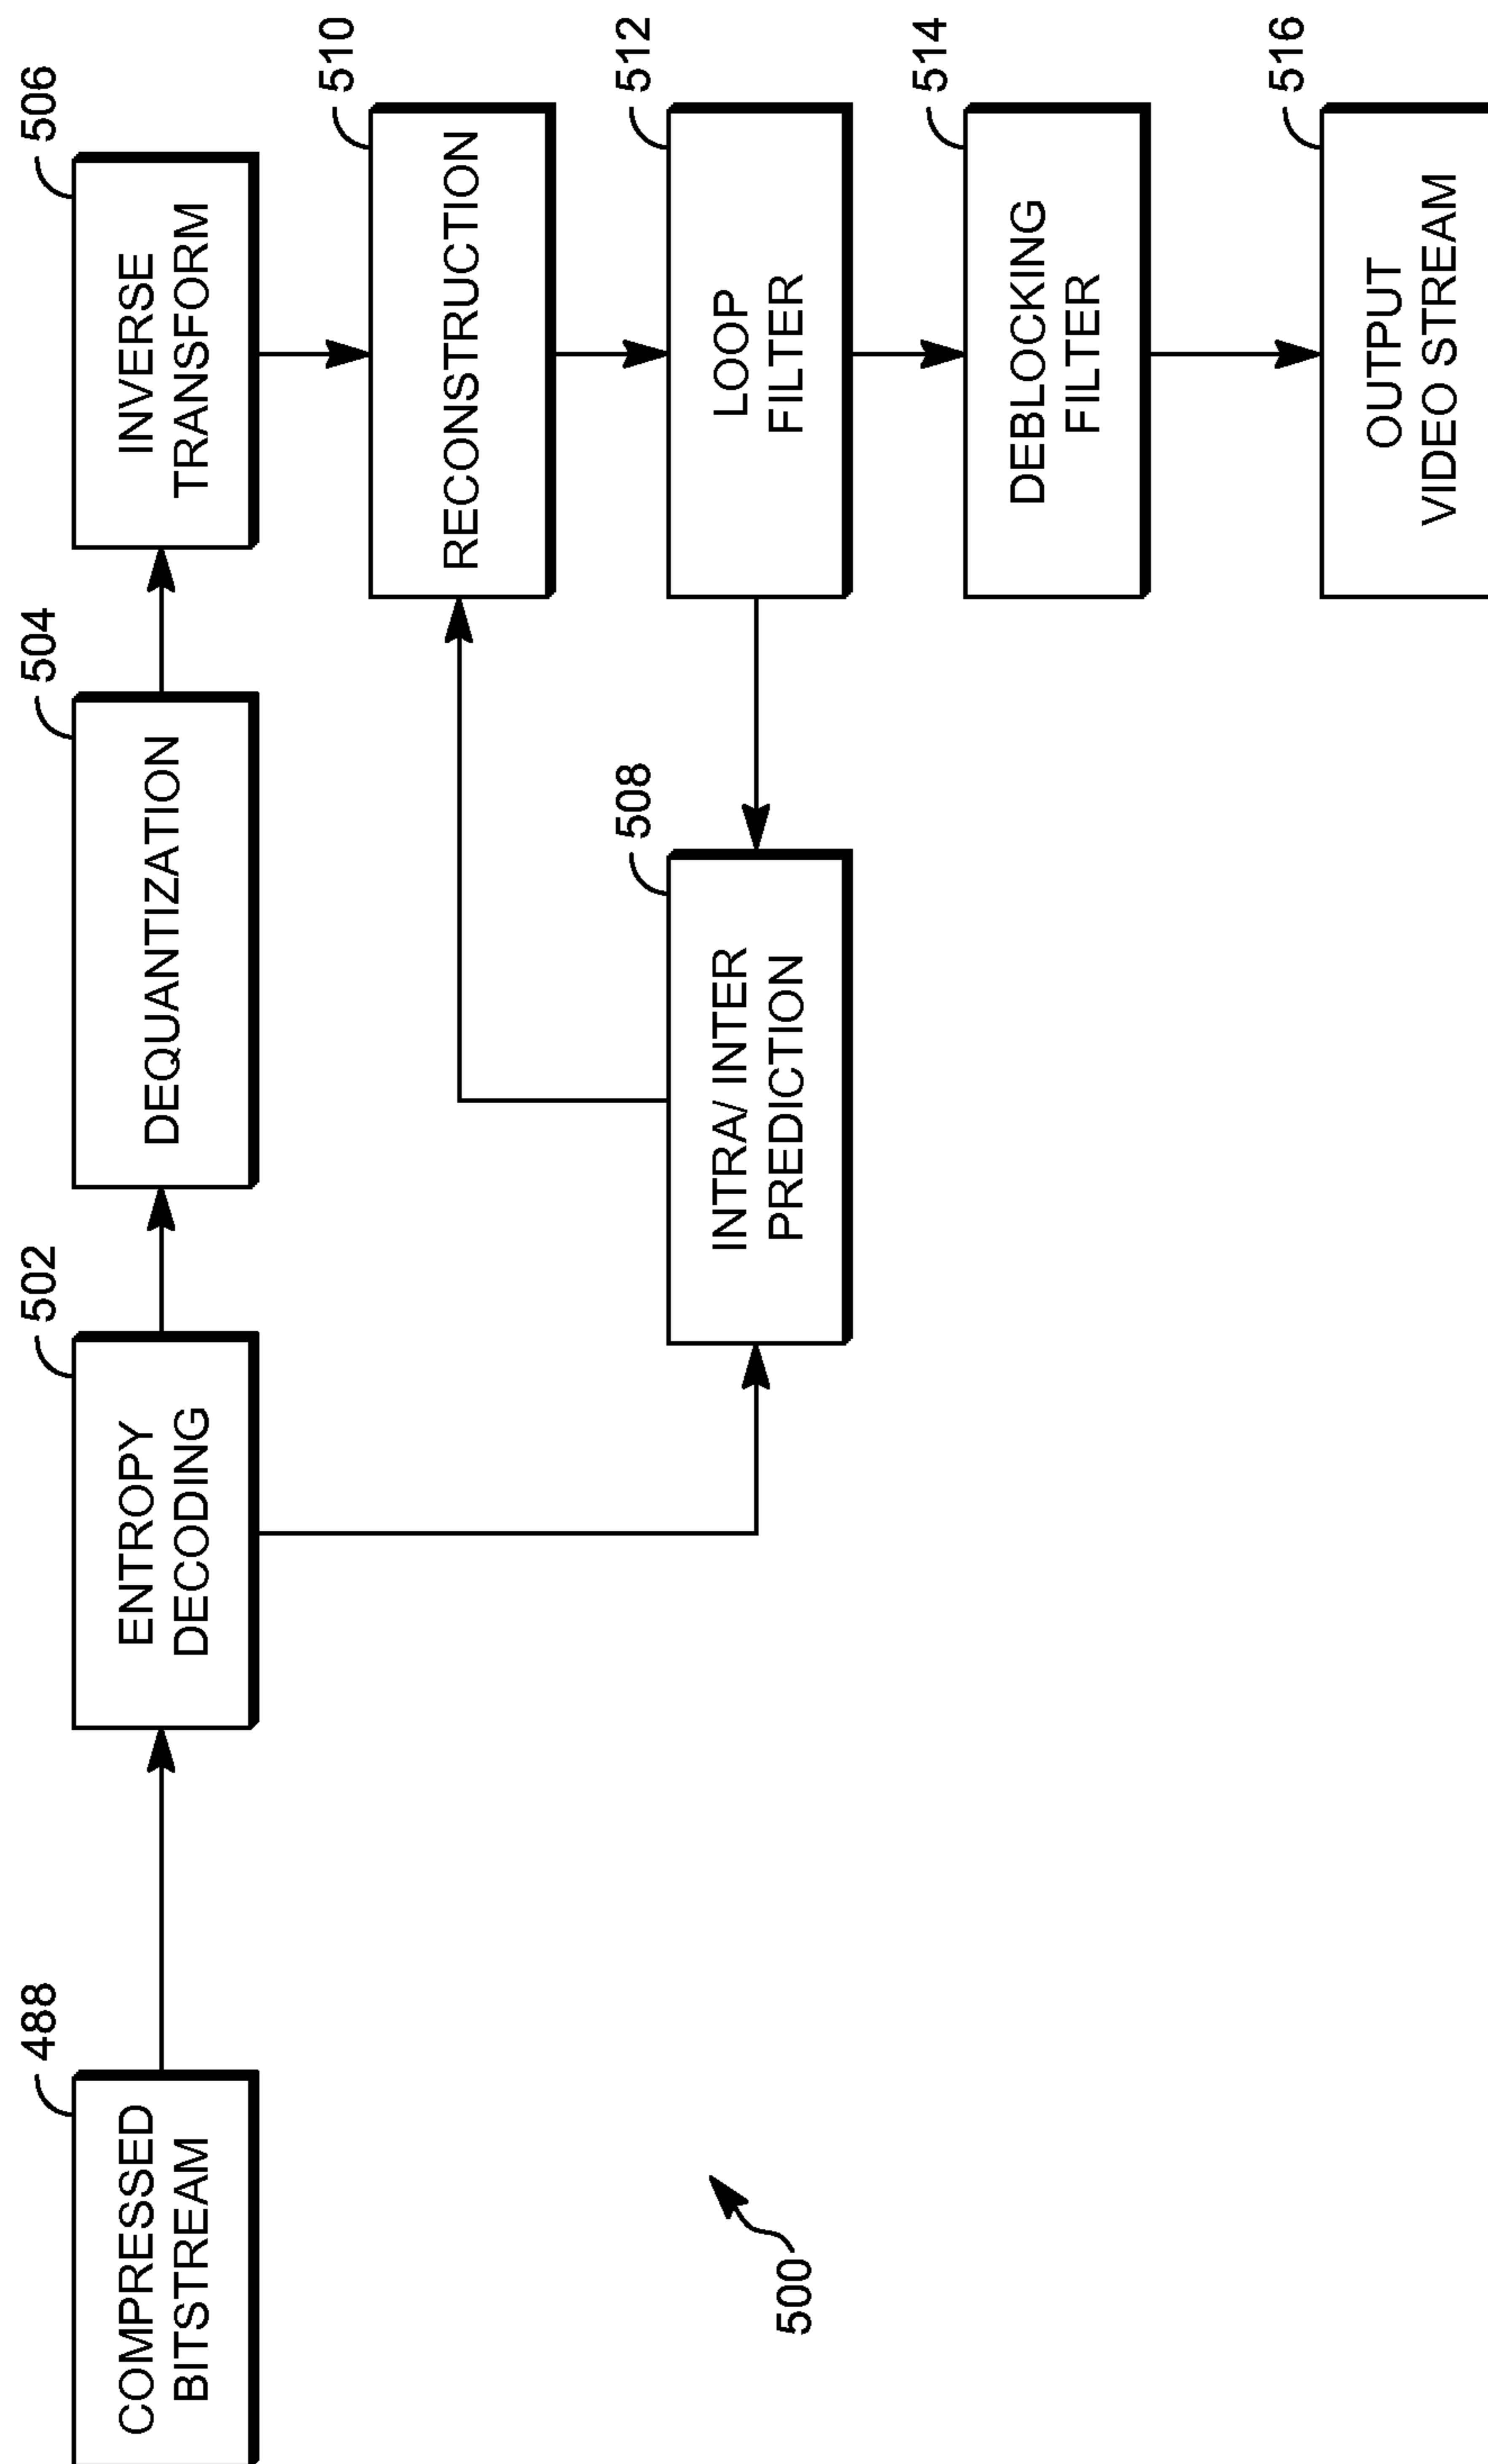 488
COMPRESSED
BITSTREAM
502
ENTROPY
DECODING
504
DEQUANTIZATION
506
INVERSE
TRANSFORM
510
RECONSTRUCTION
508
INTRA/ INTER
PREDICTION
512
LOOP
FILTER
514
DEBLOCKING
FILTER
516
OUTPUT
VIDEO STREAM
500